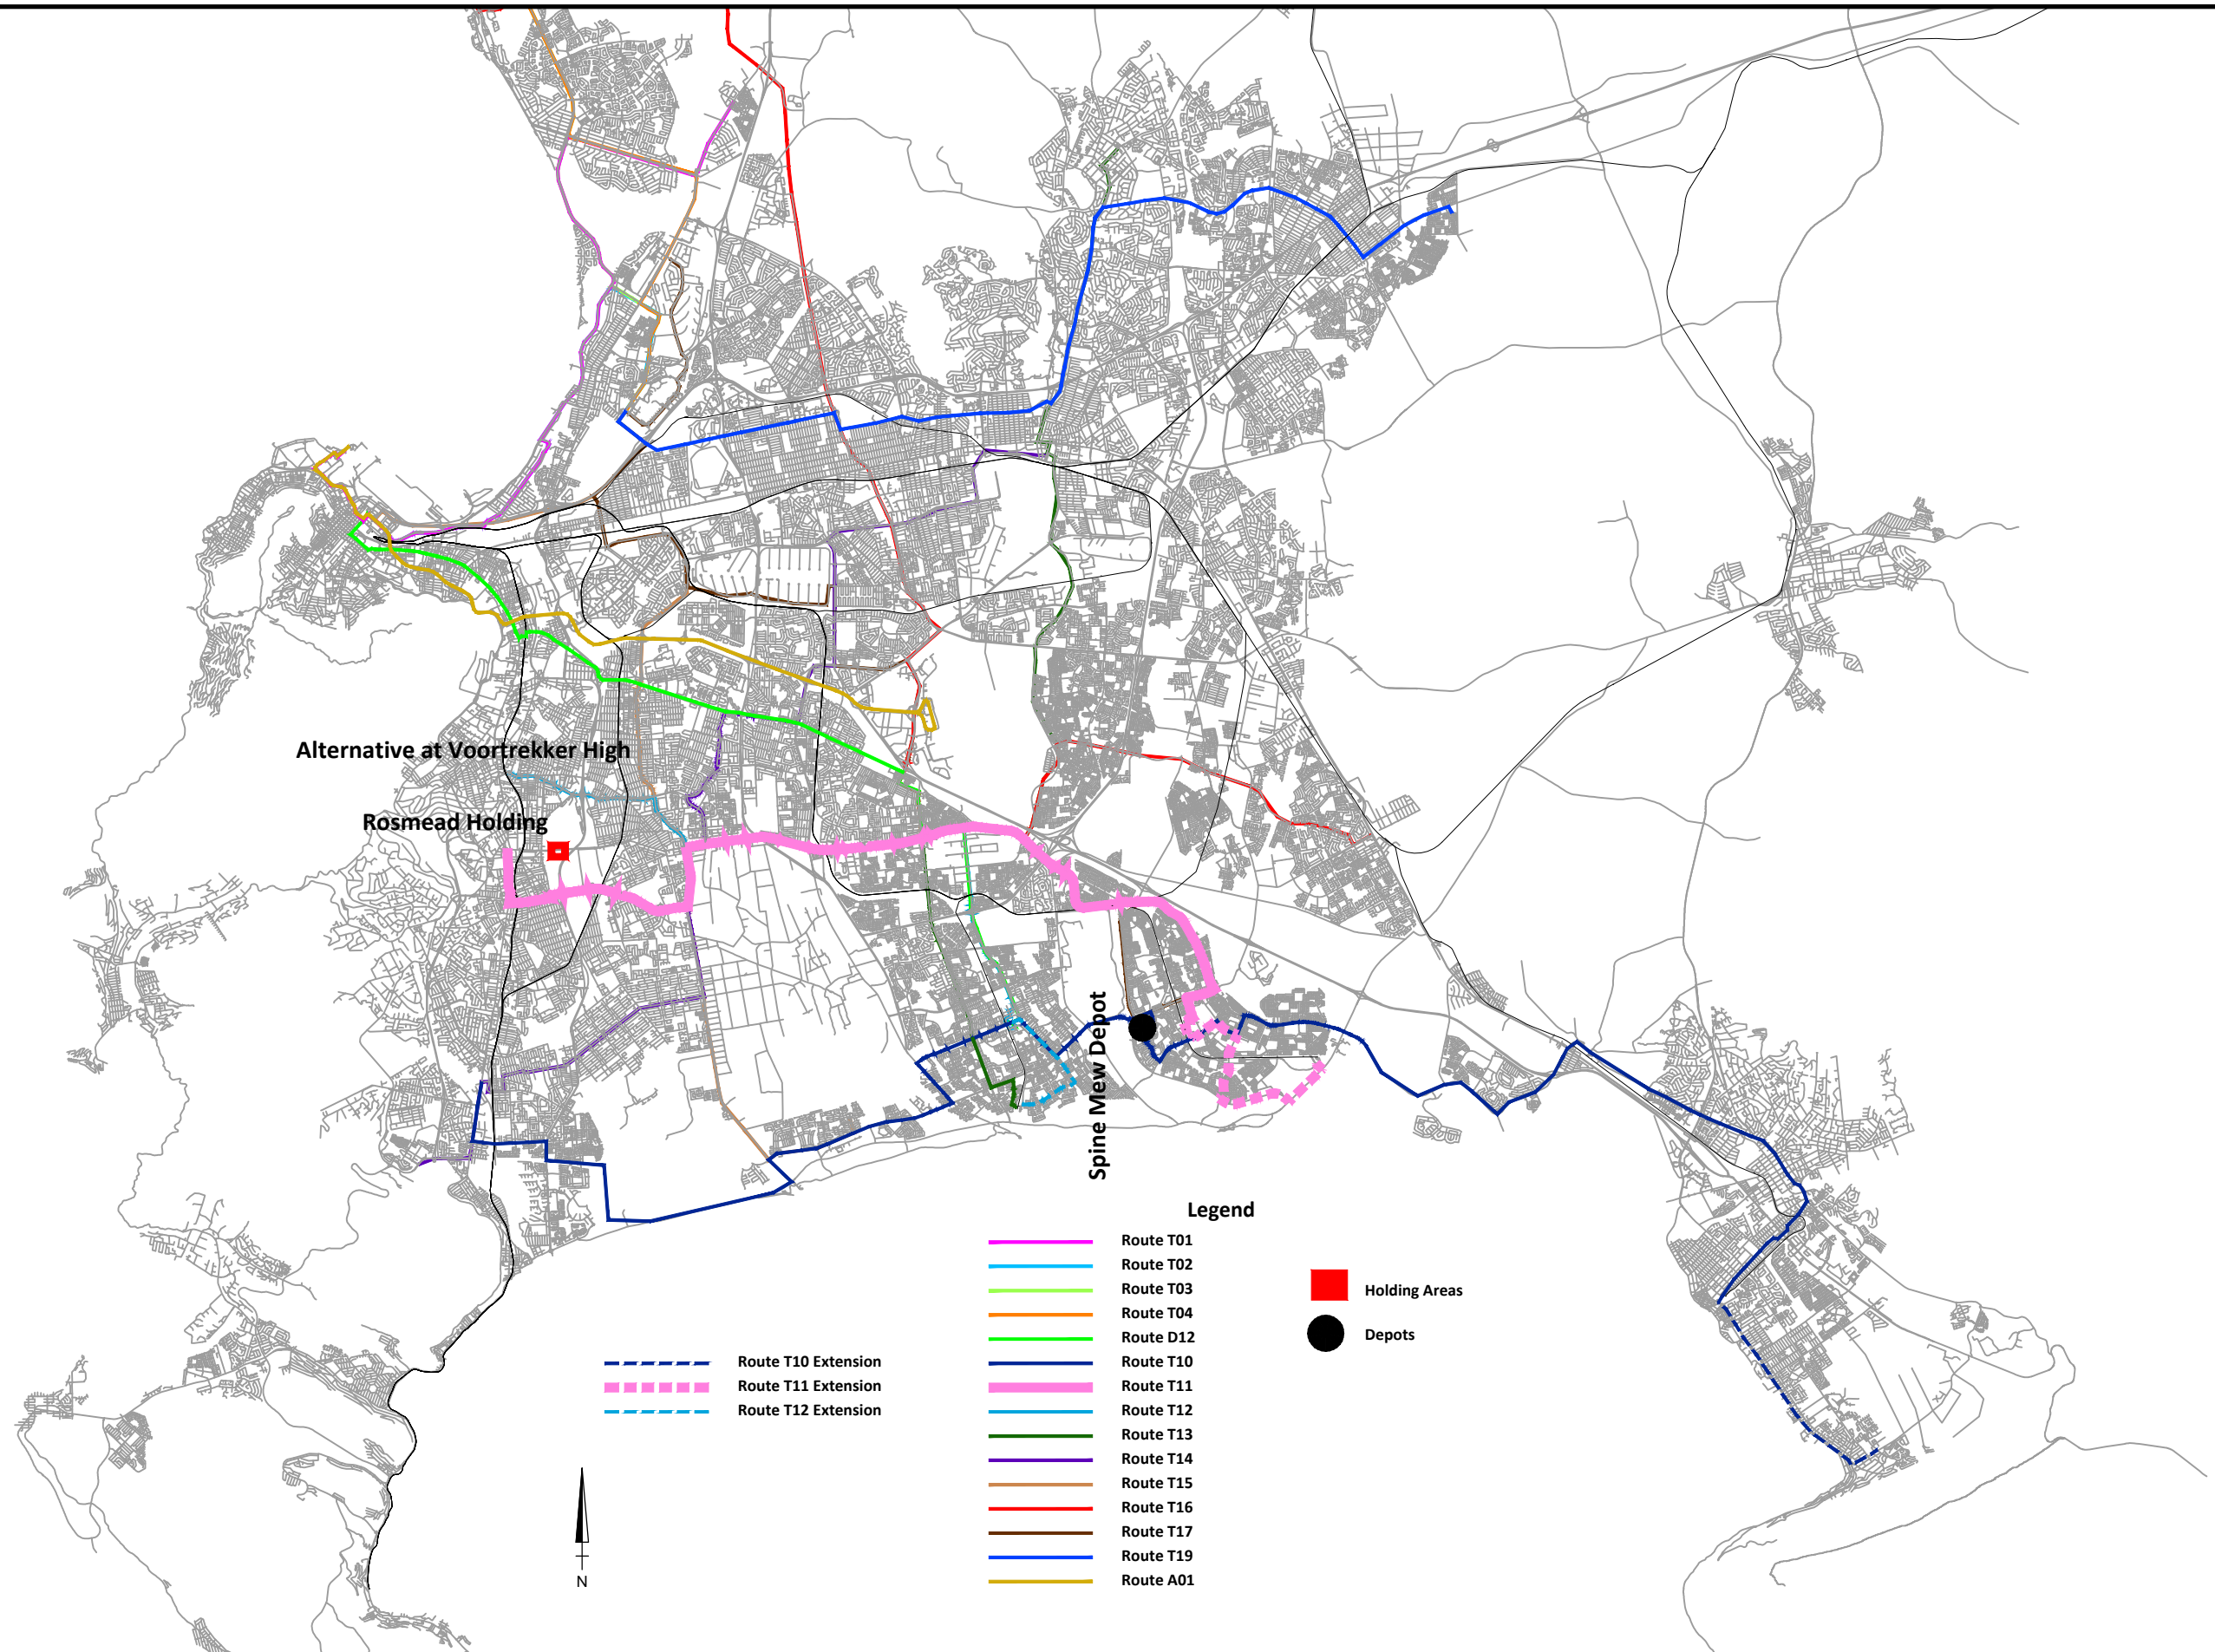 Alternative at Voortrekker High
Rosmead Holding
Spine Mew Depot
Legend
Route T01
Route T02
Route T03
Route T04
Route D12
Route T10
Route T11
Route T12
Route T13
Route T14
Route T15
Route T16
Route T17
Route T19
Route A01
Holding Areas
Depots
Route T10 Extension
Route T11 Extension
Route T12 Extension
N